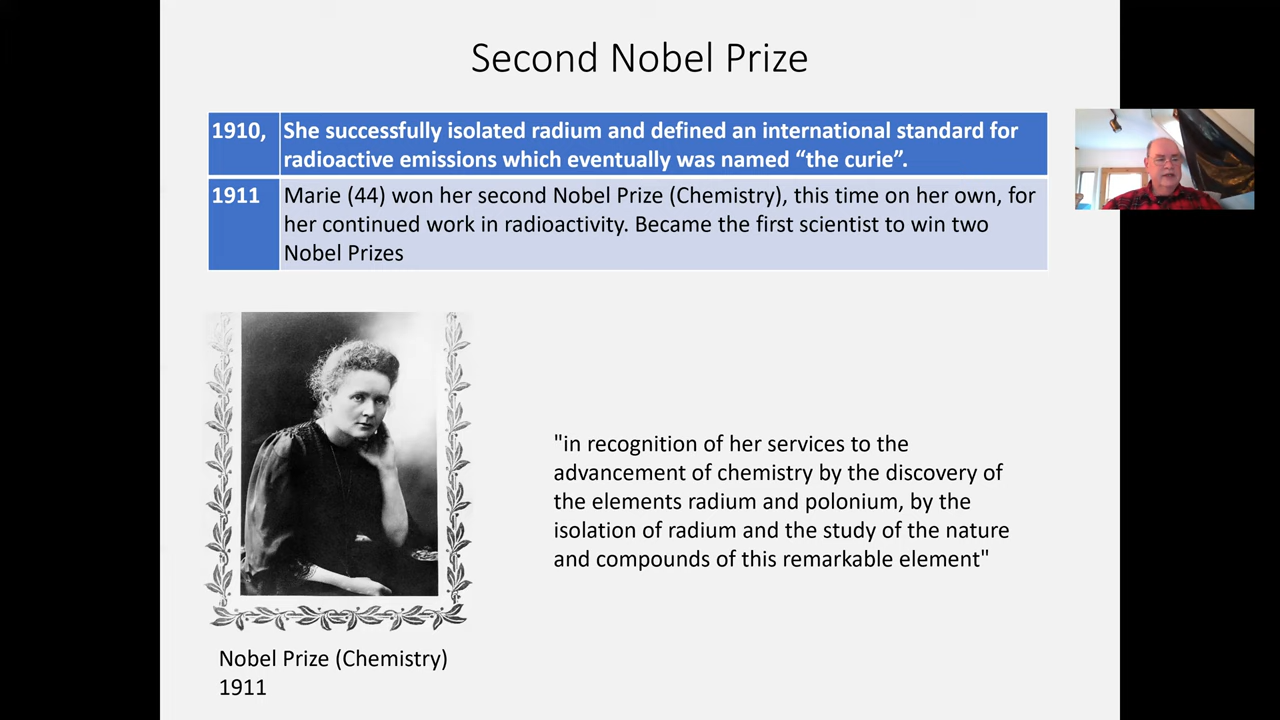 Second Nobel Prize
1910, She successfully isolated radium and defined an international standard for
radioactive emissions which eventually was named “the curie”.
1911 Marie (44) won her second Nobel Prize (Chemistry), this time on her own, for
her continued work in radioactivity. Became the first scientist to win two
Nobel Prizes
"in recognition of her services to the
advancement of chemistry by the discovery of
the elements radium and polonium, by the
isolation of radium and the study of the nature
and compounds of this remarkable element"
Nobel Prize (Chemistry)
1911